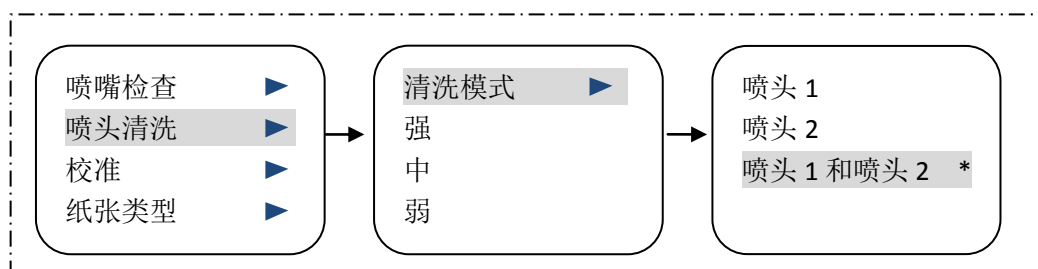 喷嘴检查
喷头清洗
校准
纸张类型
清洗模式
强
中
弱
喷头 1
喷头 2
喷头 1 和喷头 2 *